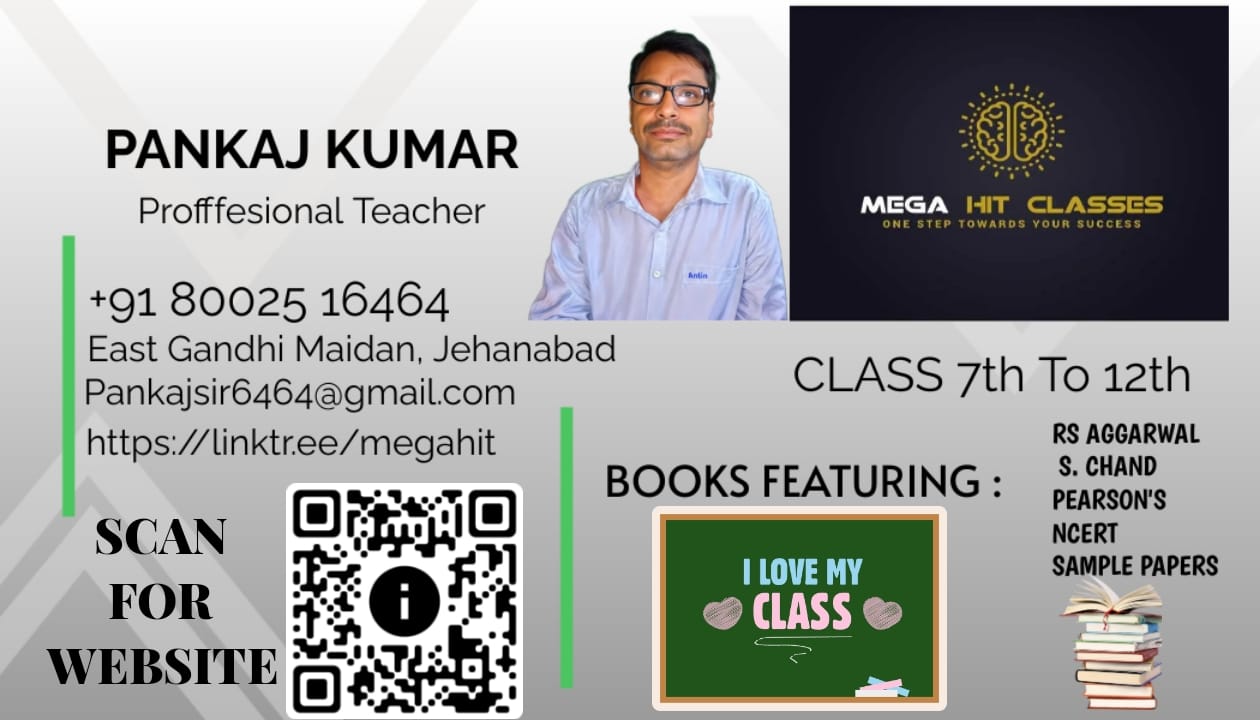 PANKAJ KUMAR
Profffesional Teacher
+91 80025 16464
East Gandhi Maidan, Jehanabad
Pankajsir6464@gmail.com
https://linktr.ee/megahit
SCAN
FOR
WEBSITE
i
Antin
MEGA HIT CLASSES
ONE STEP TOWARDS YOUR SUCCESS
CLASS 7th To 12th
BOOKS FEATURING :
RS AGGARWAL
S. CHAND
PEARSON'S
NCERT
SAMPLE PAPERS
I LOVE MY
CLASS